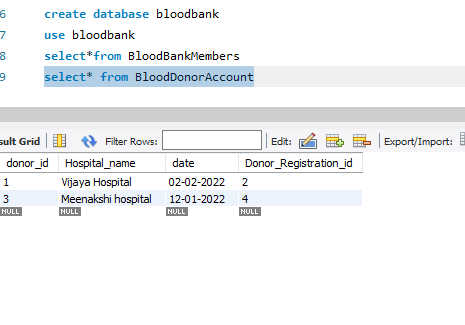 6 create database bloodbank
7 use bloodbank
8 select*from BloodBankMembers
9 select* from BloodDonorAccount
sult Grid Filter Rows: Edit: Export/Import:
donor_id Hospital_name date Donor_Registration_id
1 Vijaya Hospital 02-02-2022 2
3 Meenakshi hospital 12-01-2022 4
NULL NULL NULL NULL